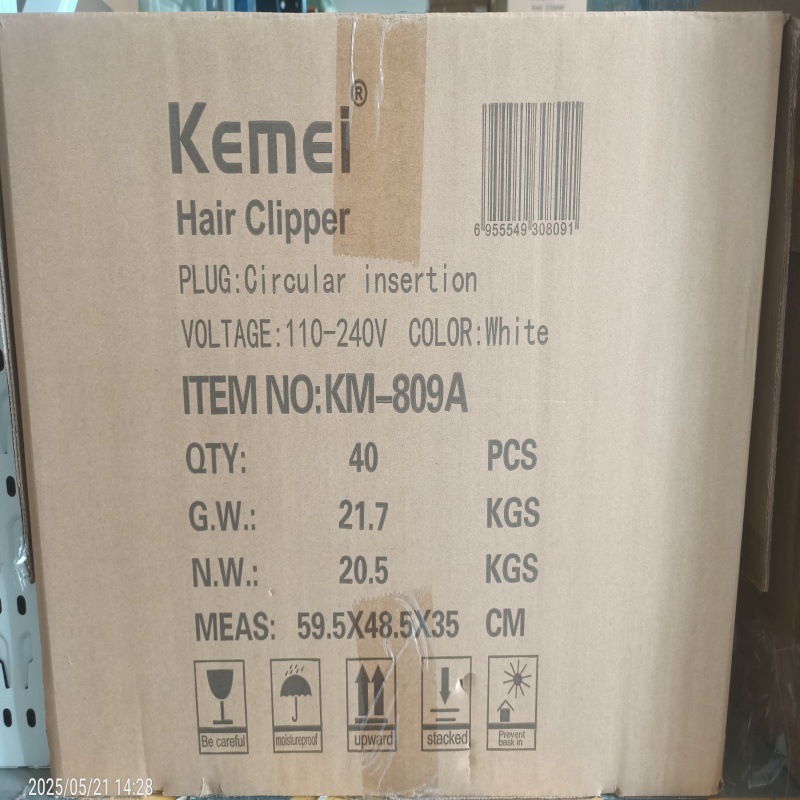 Kemei®
6 955549 308091
Hair Clipper
PLUG:Circular insertion
VOLTAGE:110-240V COLOR:White
ITEM NO:KM-809A
QTY: 40 PCS
G.W.: 21.7 KGS
N.W.: 20.5 KGS
MEAS: 59.5X48.5X35 CM
Be careful
moistureproof
upward
stacked
Prevent
bask in
2025/05/21 14:28
Hair Clipper